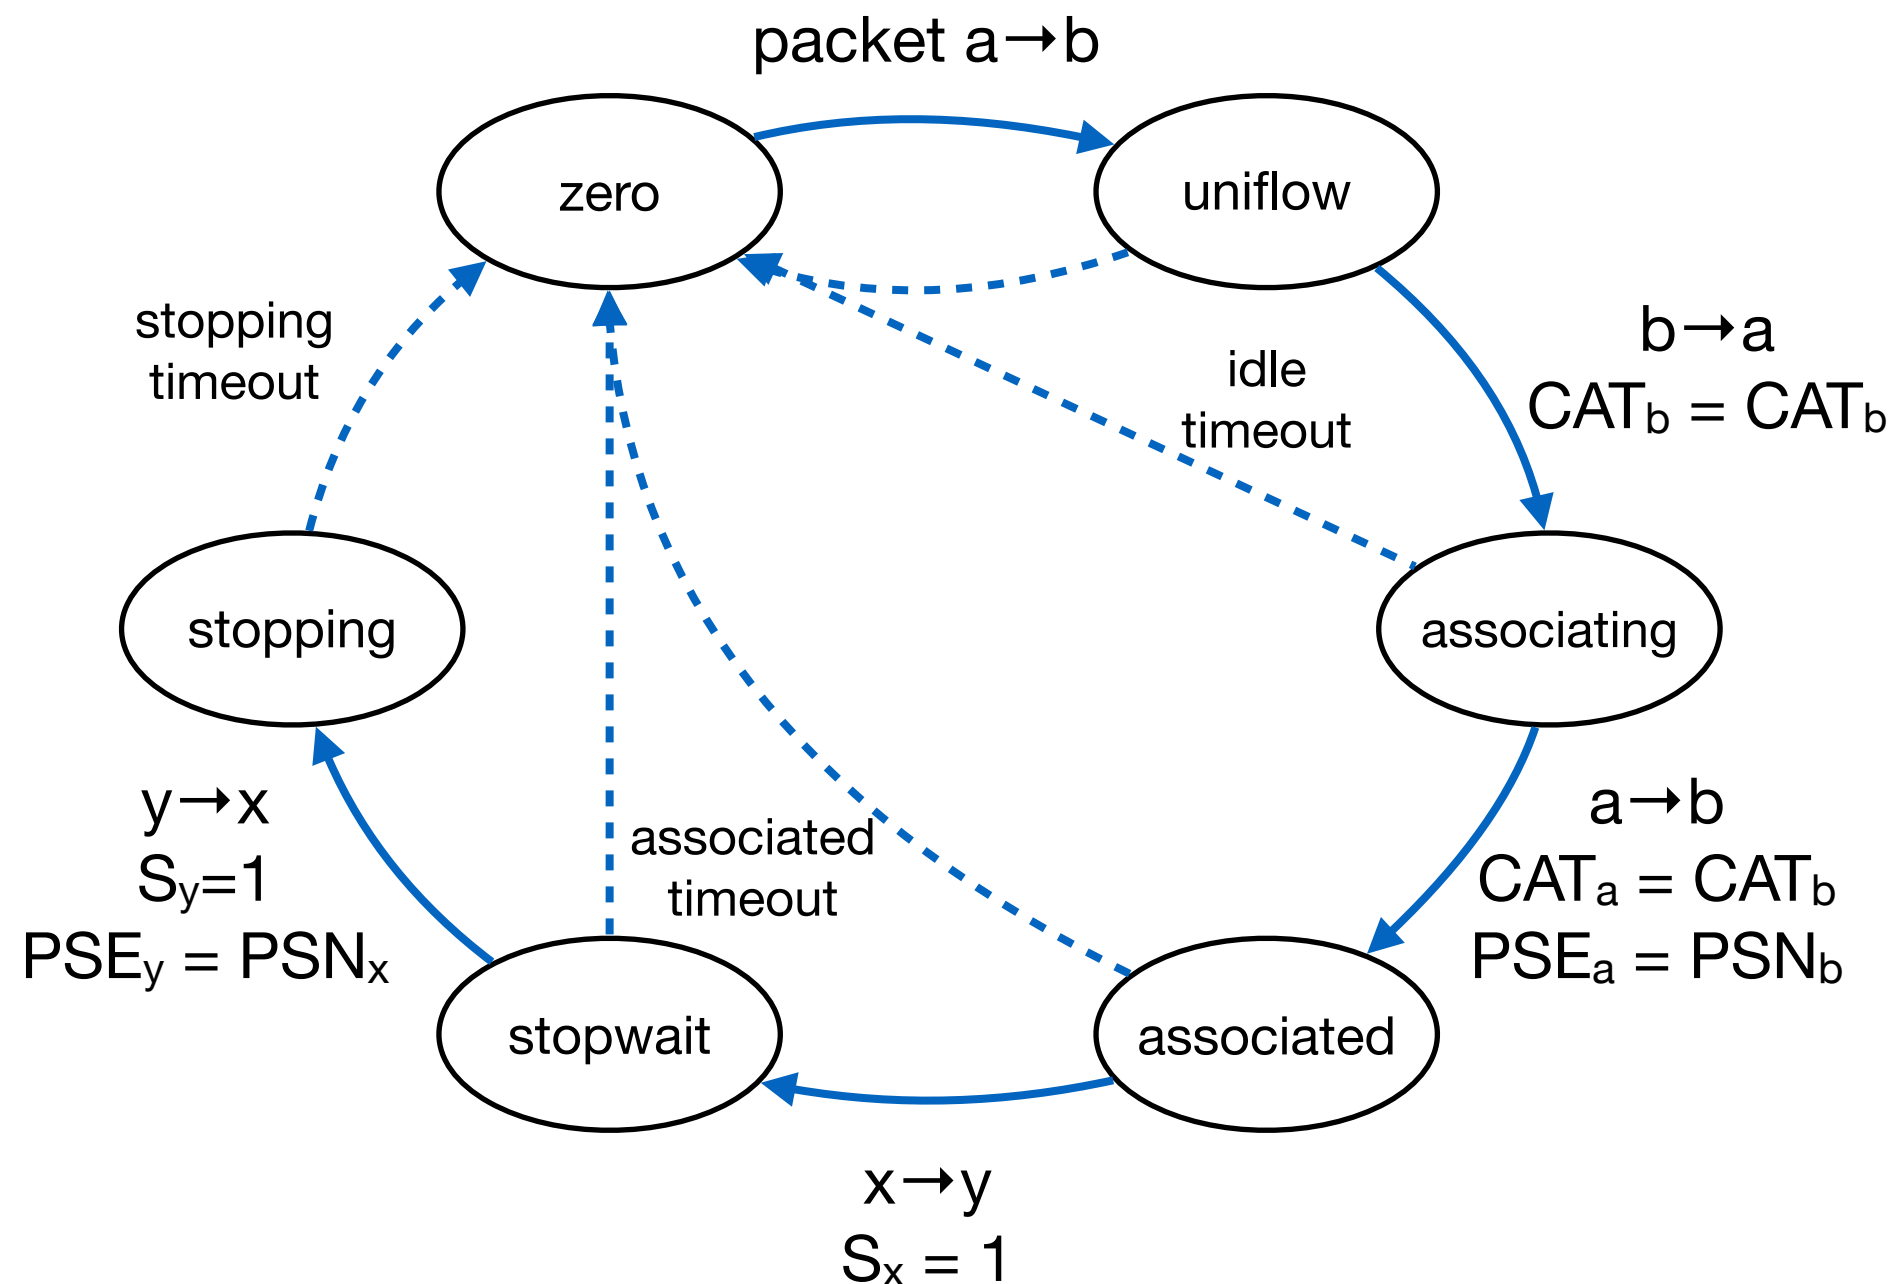 packet a→b
zero
uniflow
stopping
timeout
idle
timeout
b→a
CATb = CATb
stopping
associating
y→x
Sy=1
PSEy = PSNx
associated
timeout
a→b
CATa = CATb
PSEa = PSNb
stopwait
associated
x→y
Sx = 1